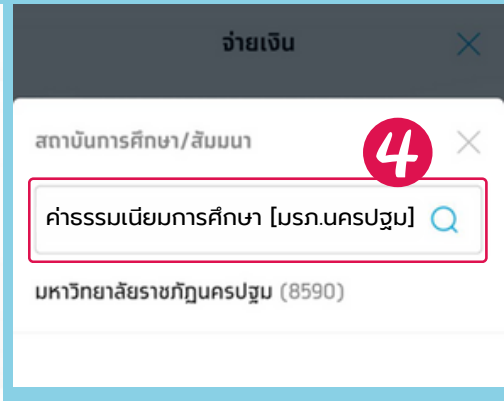 จ่ายเงิน
สถาบันการศึกษา/สัมมนา
4
ค่าธรรมเนียมการศึกษา [มรภ.นครปฐม]
มหาวิทยาลัยราชภัฏนครปฐม (8590)